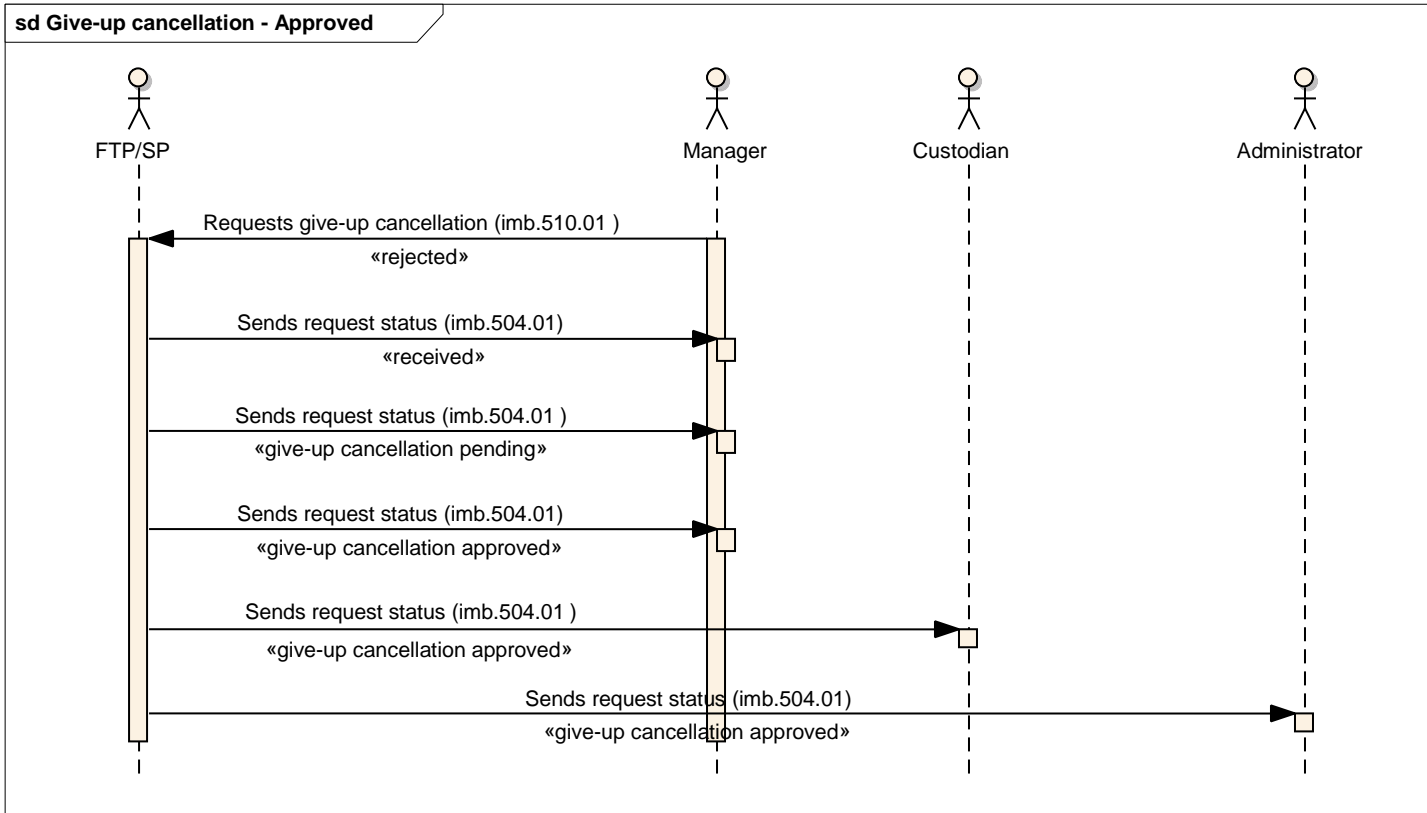 sd Give-up cancellation - Approved
FTP/SP
Manager
Custodian
Administrator
Requests give-up cancellation (imb.510.01 )
«rejected»
Sends request status (imb.504.01)
«received»
Sends request status (imb.504.01 )
«give-up cancellation pending»
Sends request status (imb.504.01)
«give-up cancellation approved»
Sends request status (imb.504.01 )
«give-up cancellation approved»
Sends request status (imb.504.01)
«give-up cancellation approved»